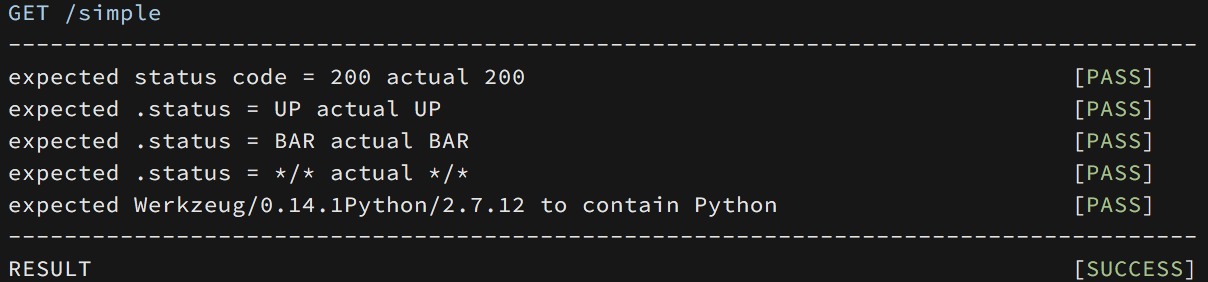 GET /simple
-------------------------------------------------------------------------------------
expected status code = 200 actual 200 [PASS]
expected .status = UP actual UP [PASS]
expected .status = BAR actual BAR [PASS]
expected .status = */* actual */* [PASS]
expected Werkzeug/0.14.1Python/2.7.12 to contain Python [PASS]
-------------------------------------------------------------------------------------
RESULT [SUCCESS]